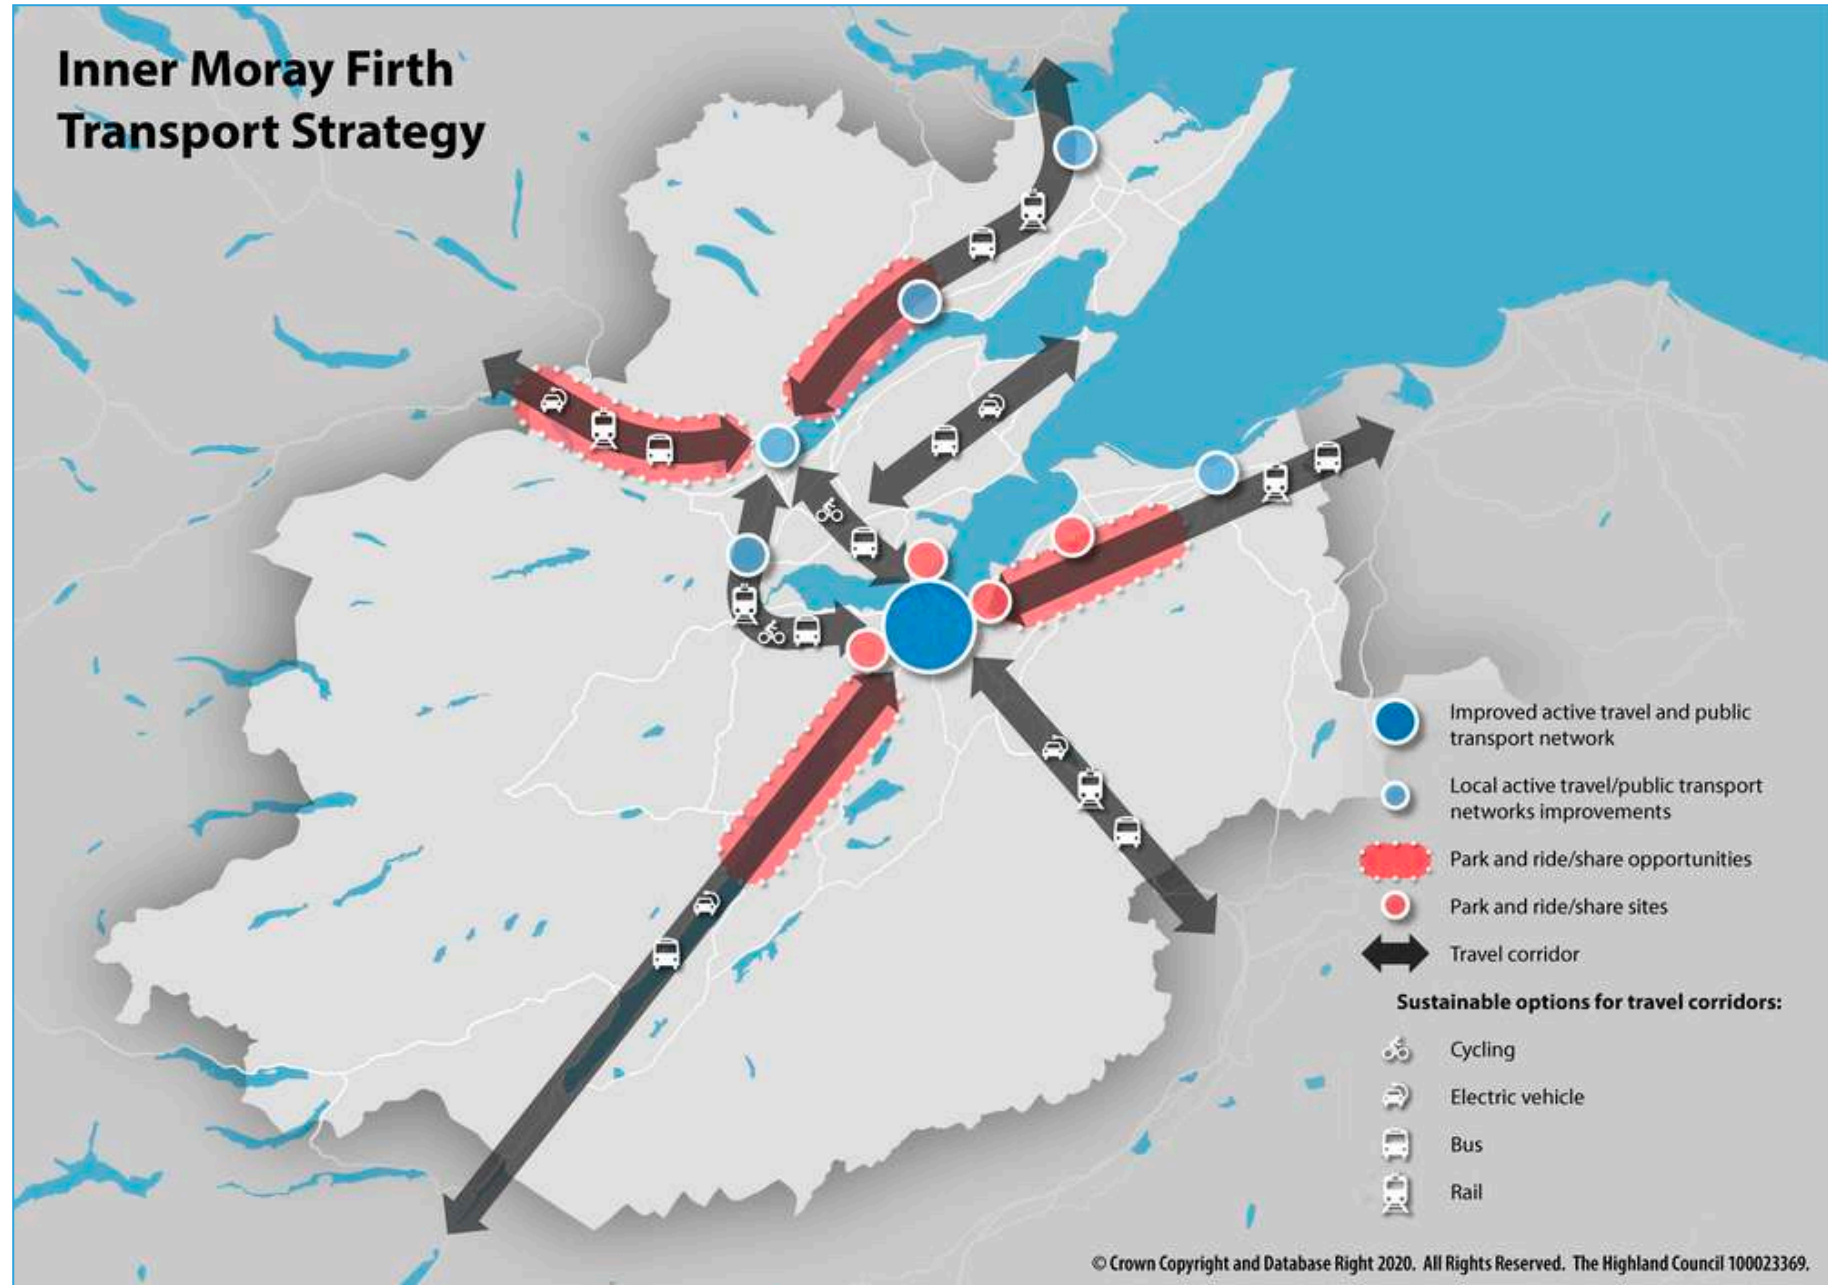 Inner Moray Firth
Transport Strategy
Improved active travel and public
transport network
Local active travel/public transport
networks improvements
Park and ride/share opportunities
Park and ride/share sites
Travel corridor
Sustainable options for travel corridors:
Cycling
Electric vehicle
Bus
Rail
© Crown Copyright and Database Right 2020. All Rights Reserved. The Highland Council 100023369.